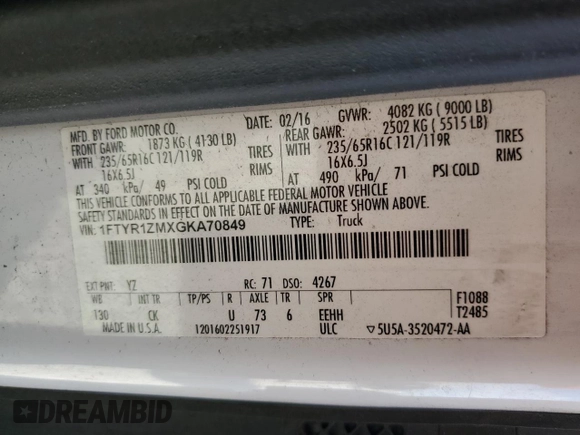 MFD. BY FORD MOTOR CO.
DATE: 02/16 GVWR: 4082 KG ( 9000 LB)
FRONT GAWR: 1873 KG ( 4130 LB)
REAR GAWR: 2502 KG ( 5515 LB)
WITH 235/65R16C 121/119R TIRES
WITH 235/65R16C 121/119R TIRES
16X6.5J
16X6.5J
AT 340 kPa/ 49 PSI COLD
AT 490 kPa/ 71 PSI COLD
THIS VEHICLE CONFORMS TO ALL APPLICABLE FEDERAL MOTOR VEHICLE
SAFETY AND THEFT PREVENTION STANDARDS IN EFFECT ON THE DATE OF MANUFACTURE SHOWN ABOVE.
VIN: 1FTYR1ZMXGKA70849
TYPE: Truck
EXT PNT: YZ RC: 71 DSO: 4267
WB INT TR TP/PS R AXLE TR SPR F1088
130 CK U 73 6 EEHH T2485
MADE IN U.S.A. 1201602251917 ULC ▽5U5A-3520472-AA
DREAMBID